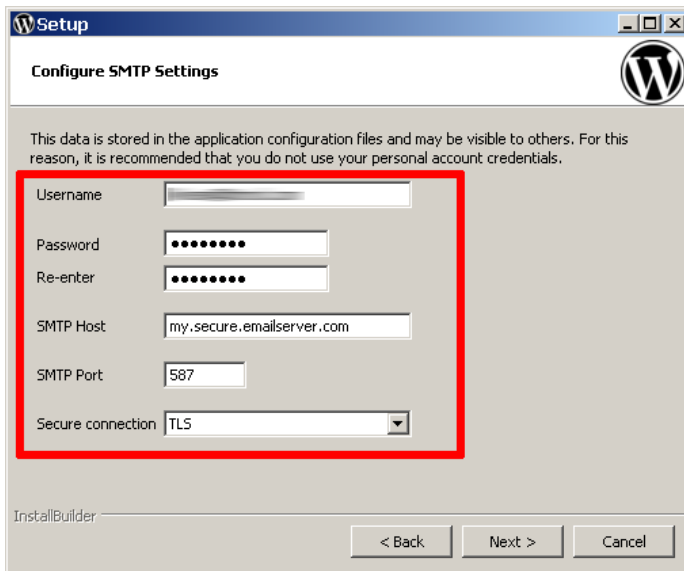 Setup
Configure SMTP Settings
This data is stored in the application configuration files and may be visible to others. For this
reason, it is recommended that you do not use your personal account credentials.
Username
Password ●●●●●●●●
Re-enter ●●●●●●●●
SMTP Host my.secure.emailserver.com
SMTP Port 587
Secure connection TLS
InstallBuilder
< Back Next > Cancel